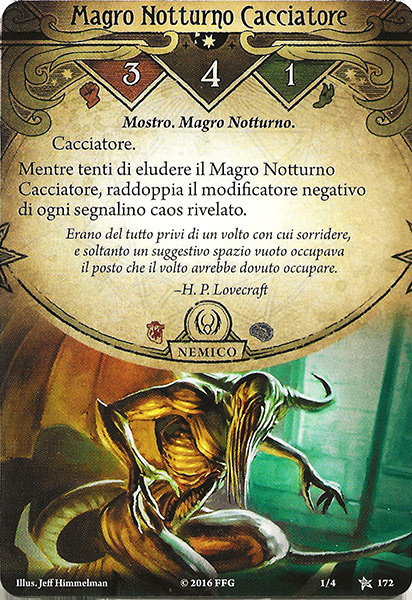 Magro Notturno Cacciatore
3 4 1
Mostro. Magro Notturno.
Cacciatore.
Mentre tenti di eludere il Magro Notturno
Cacciatore, raddoppia il modificatore negativo
di ogni segnalino caos rivelato.
Erano del tutto privi di un volto con cui sorridere,
e soltanto un suggestivo spazio vuoto occupava
il posto che il volto avrebbe dovuto occupare.
–H. P. Lovecraft
NEMICO
Illus. Jeff Himmelman © 2016 FFG 1/4 172